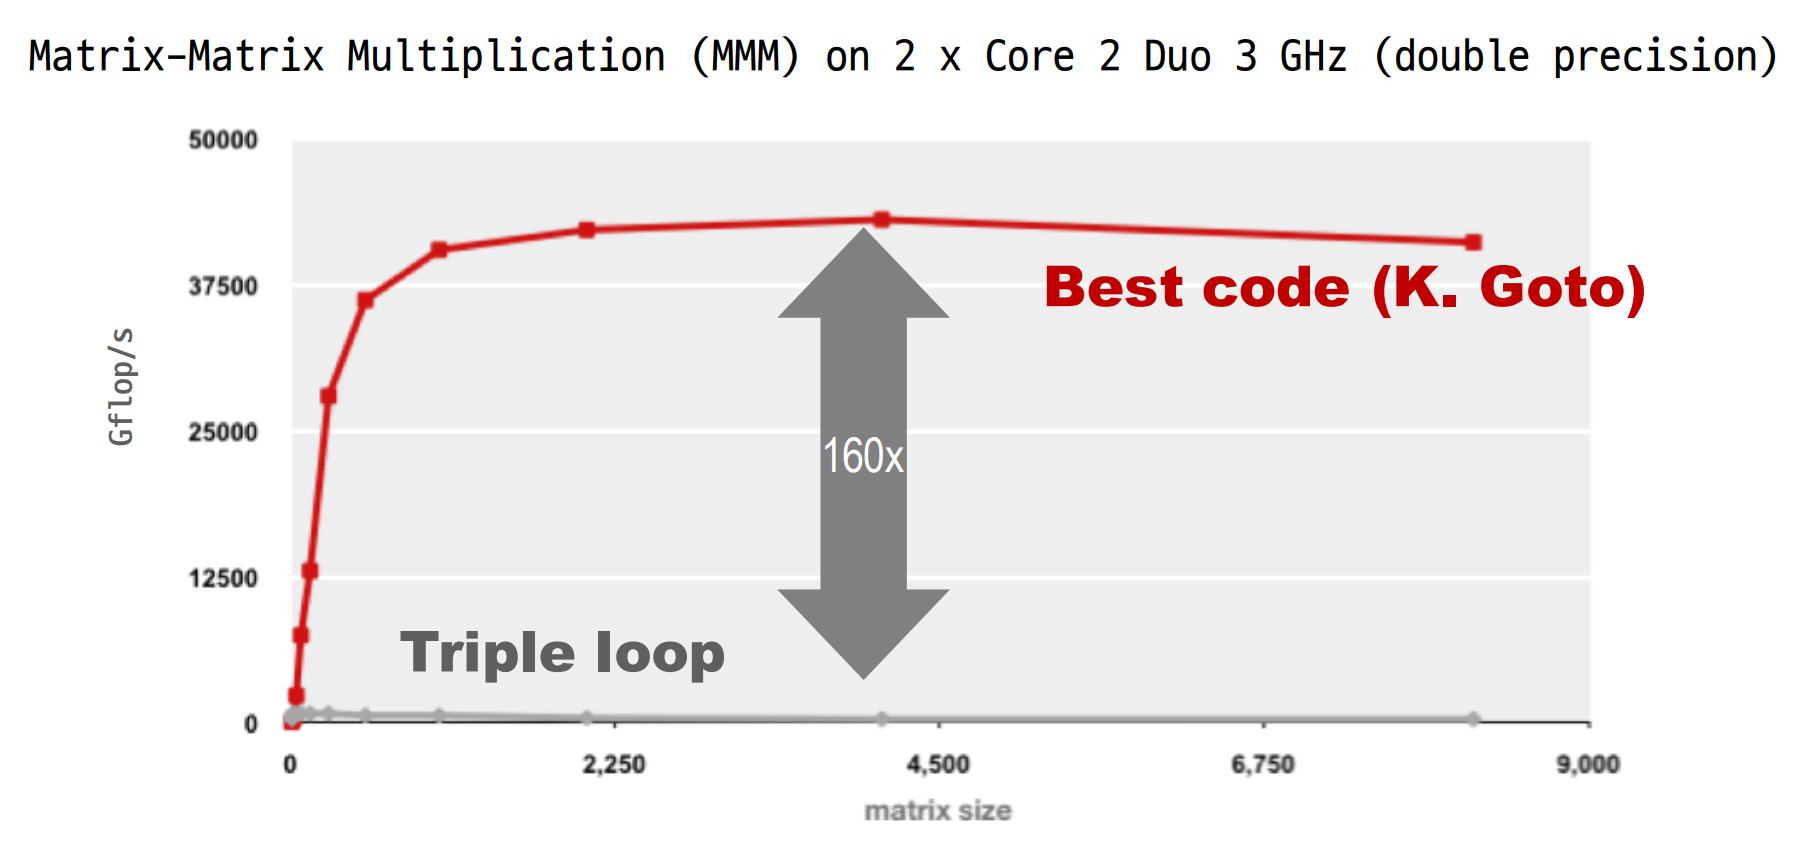 Matrix-Matrix Multiplication (MMM) on 2 x Core 2 Duo 3 GHz (double precision)
50000
37500
25000
12500
0
Gflop/s
Best code (K. Goto)
160x
Triple loop
0
2,250
4,500
6,750
9,000
matrix size